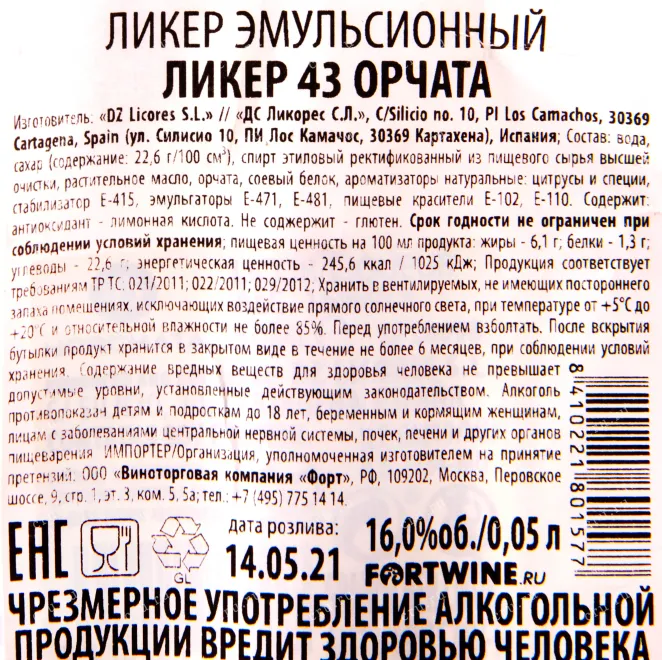 ЛИКЕР ЭМУЛЬСИОННЫЙ
ЛИКЕР 43 ОРЧАТА
Изготовитель: «DZ Licores S.L.» // «ДС Ликорес С.Л.», C/Silicio no. 10, Pl Los Camachos, 30369
Cartagena, Spain (ул. Силисио 10, ПИ Лос Камачос, 30369 Картахена), Испания; Состав: вода,
сахар (содержание: 22,6 г/100 см³), спирт этиловый ректификованный из пищевого сырья высшей
очистки, растительное масло, орчата, соевый белок, ароматизаторы натуральные: цитрусы и специи,
стабилизатор Е-415, эмульгаторы Е-471, Е-481, пищевые красители Е-102, Е-110. Содержит:
антиоксидант - лимонная кислота. Не соджержит - глютен. Срок годности не ограничен при
соблюдении условий хранения; пищевая ценность на 100 мл продукта: жиры - 6,1 г; белки - 1,3 г;
углеводы - 22,6 г; энергетическая ценность - 245,6 ккал / 1025 кДж; Продукция соответствует
требованиям ТР ТС: 021/2011; 022/2011; 029/2012; Хранить в вентилируемых, не имеющих постороннего
запаха помещениях, исключающих воздействие прямого солнечного света, при температуре от +5°C до
+20°C и относительной влажности не более 85%. Перед употреблением взболтать. После вскрытия
бутылки продукт хранится в закрытом виде в течение не более 6 месяцев, при соблюдении условий
хранения. Содержание вредных веществ для здоровья человека не превышает
допустимые уровни, установленные действующим законодательством. Алкоголь
противопоказан детям и подросткам до 18 лет, беременным и кормящим женщинам,
лицам с заболеваниями центральной нервной системы, почек, печени и других органов
пищеварения ИМПОРТЕР/Организация, уполномоченная изготовителем на принятие
претензий: ООО «Виноторговая компания «Форт», РФ, 109202, Москва, Перовское
шоссе, 9, стр. 1, эт. 3, ком. 5, 5а; тел.: +7 (495) 775 14 14.
8410221801577
EAC
GL
дата розлива:
14.05.21
16,0%об./0,05 л
FORTWINE.RU
ЧРЕЗМЕРНОЕ УПОТРЕБЛЕНИЕ АЛКОГОЛЬНОЙ
ПРОДУКЦИИ ВРЕДИТ ЗДОРОВЬЮ ЧЕЛОВЕКА